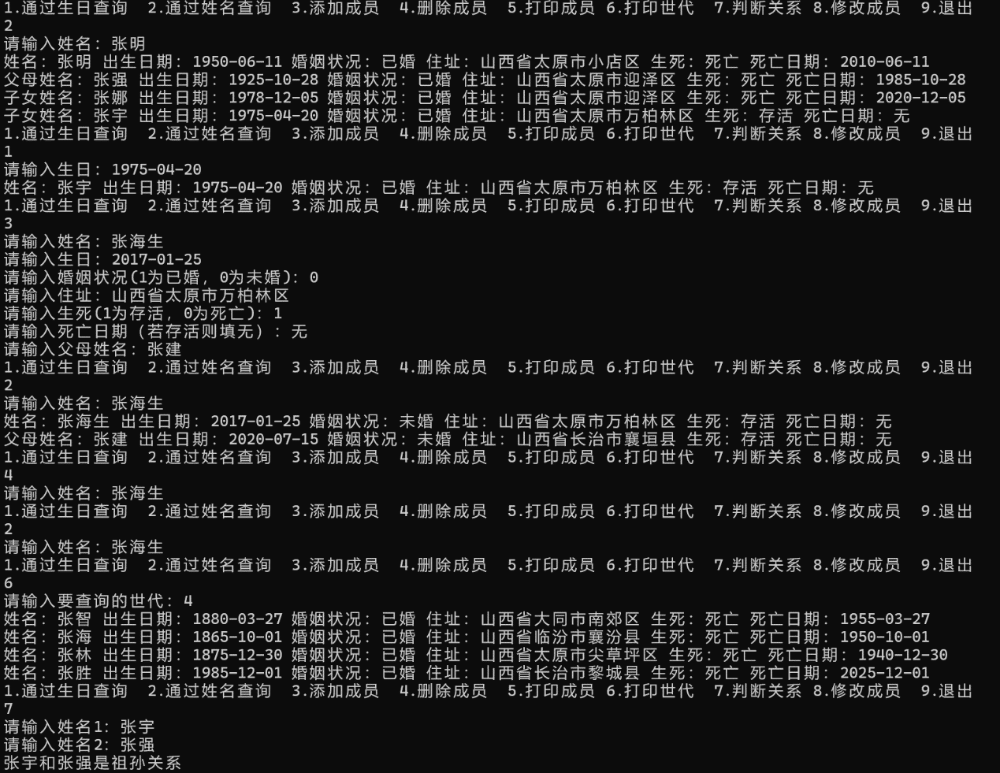 1.通过生日查询  2.通过姓名查询  3.添加成员  4.删除成员  5.打印成员 6.打印世代  7.判断关系 8.修改成员  9.退出
2
请输入姓名: 张明
姓名: 张明 出生日期: 1950-06-11 婚姻状况: 已婚 住址: 山西省太原市小店区 生死: 死亡 死亡日期: 2010-06-11
父母姓名: 张强 出生日期: 1925-10-28 婚姻状况: 已婚 住址: 山西省太原市迎泽区 生死: 死亡 死亡日期: 1985-10-28
子女姓名: 张娜 出生日期: 1978-12-05 婚姻状况: 已婚 住址: 山西省太原市迎泽区 生死: 死亡 死亡日期: 2020-12-05
子女姓名: 张宇 出生日期: 1975-04-20 婚姻状况: 已婚 住址: 山西省太原市万柏林区 生死: 存活 死亡日期: 无
1.通过生日查询  2.通过姓名查询  3.添加成员  4.删除成员  5.打印成员 6.打印世代  7.判断关系 8.修改成员  9.退出
1
请输入生日: 1975-04-20
姓名: 张宇 出生日期: 1975-04-20 婚姻状况: 已婚 住址: 山西省太原市万柏林区 生死: 存活 死亡日期: 无
1.通过生日查询  2.通过姓名查询  3.添加成员  4.删除成员  5.打印成员 6.打印世代  7.判断关系 8.修改成员  9.退出
3
请输入姓名: 张海生
请输入生日: 2017-01-25
请输入婚姻状况(1为已婚, 0为未婚): 0
请输入住址: 山西省太原市万柏林区
请输入生死(1为存活, 0为死亡): 1
请输入死亡日期（若存活则填无）: 无
请输入父母姓名: 张建
1.通过生日查询  2.通过姓名查询  3.添加成员  4.删除成员  5.打印成员 6.打印世代  7.判断关系 8.修改成员  9.退出
2
请输入姓名: 张海生
姓名: 张海生 出生日期: 2017-01-25 婚姻状况: 未婚 住址: 山西省太原市万柏林区 生死: 存活 死亡日期: 无
父母姓名: 张建 出生日期: 2020-07-15 婚姻状况: 未婚 住址: 山西省长治市襄垣县 生死: 存活 死亡日期: 无
1.通过生日查询  2.通过姓名查询  3.添加成员  4.删除成员  5.打印成员 6.打印世代  7.判断关系 8.修改成员  9.退出
4
请输入姓名: 张海生
1.通过生日查询  2.通过姓名查询  3.添加成员  4.删除成员  5.打印成员 6.打印世代  7.判断关系 8.修改成员  9.退出
2
请输入姓名: 张海生
1.通过生日查询  2.通过姓名查询  3.添加成员  4.删除成员  5.打印成员 6.打印世代  7.判断关系 8.修改成员  9.退出
6
请输入要查询的世代: 4
姓名: 张智 出生日期: 1880-03-27 婚姻状况: 已婚 住址: 山西省大同市南郊区 生死: 死亡 死亡日期: 1955-03-27
姓名: 张海 出生日期: 1865-10-01 婚姻状况: 已婚 住址: 山西省临汾市襄汾县 生死: 死亡 死亡日期: 1950-10-01
姓名: 张林 出生日期: 1875-12-30 婚姻状况: 已婚 住址: 山西省太原市尖草坪区 生死: 死亡 死亡日期: 1940-12-30
姓名: 张胜 出生日期: 1985-12-01 婚姻状况: 已婚 住址: 山西省长治市黎城县 生死: 死亡 死亡日期: 2025-12-01
1.通过生日查询  2.通过姓名查询  3.添加成员  4.删除成员  5.打印成员 6.打印世代  7.判断关系 8.修改成员  9.退出
7
请输入姓名1: 张宇
请输入姓名2: 张强
张宇和张强是祖孙关系